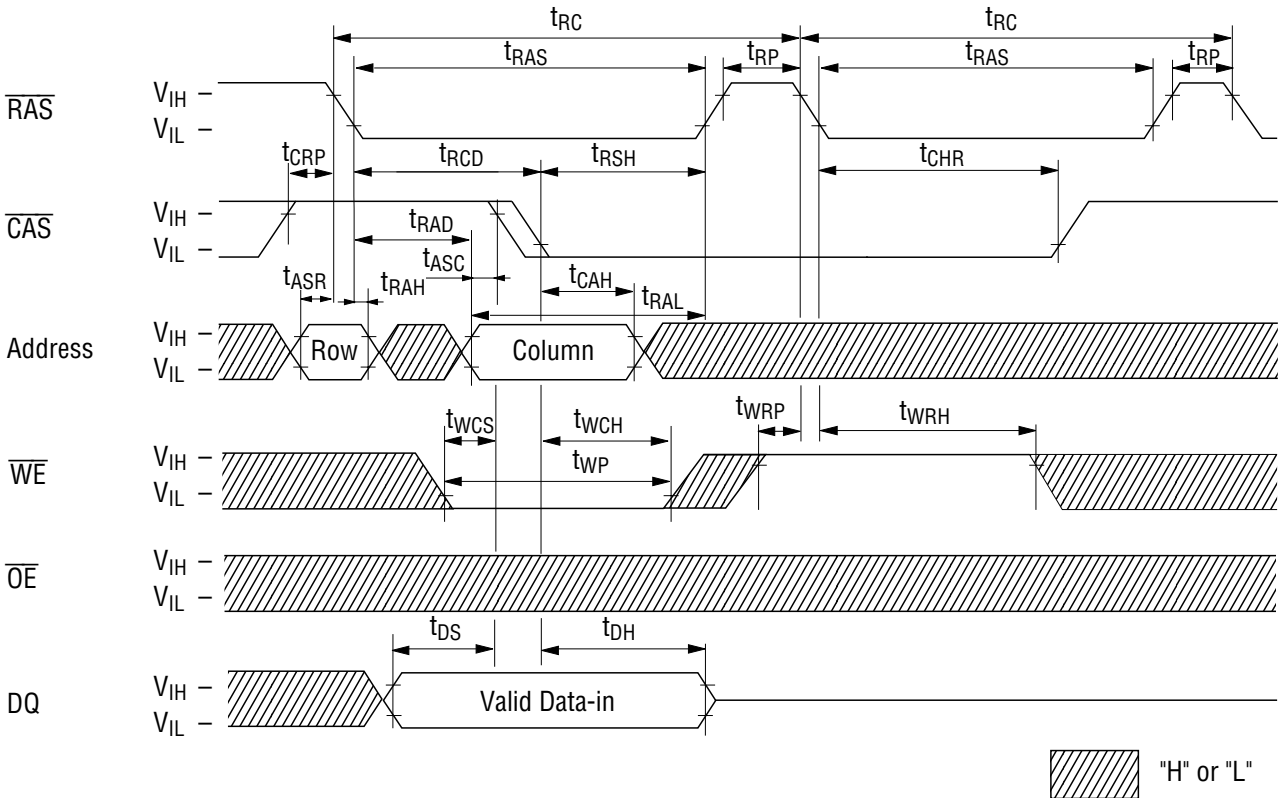 tRC tRC
tRAS tRP tRAS tRP
RAS VIH –
VIL –
tCRP tRCD tRSH tCHR
CAS VIH –
VIL –
tRAD
tASC
tASR tRAH tCAH
tRAL
Address VIH –
VIL –
Row Column
tWCS tWCH tWRP tWRH
tWP
WE VIH –
VIL –
OE VIH –
VIL –
tDS tDH
DQ VIH –
VIL –
Valid Data-in
"H" or "L"